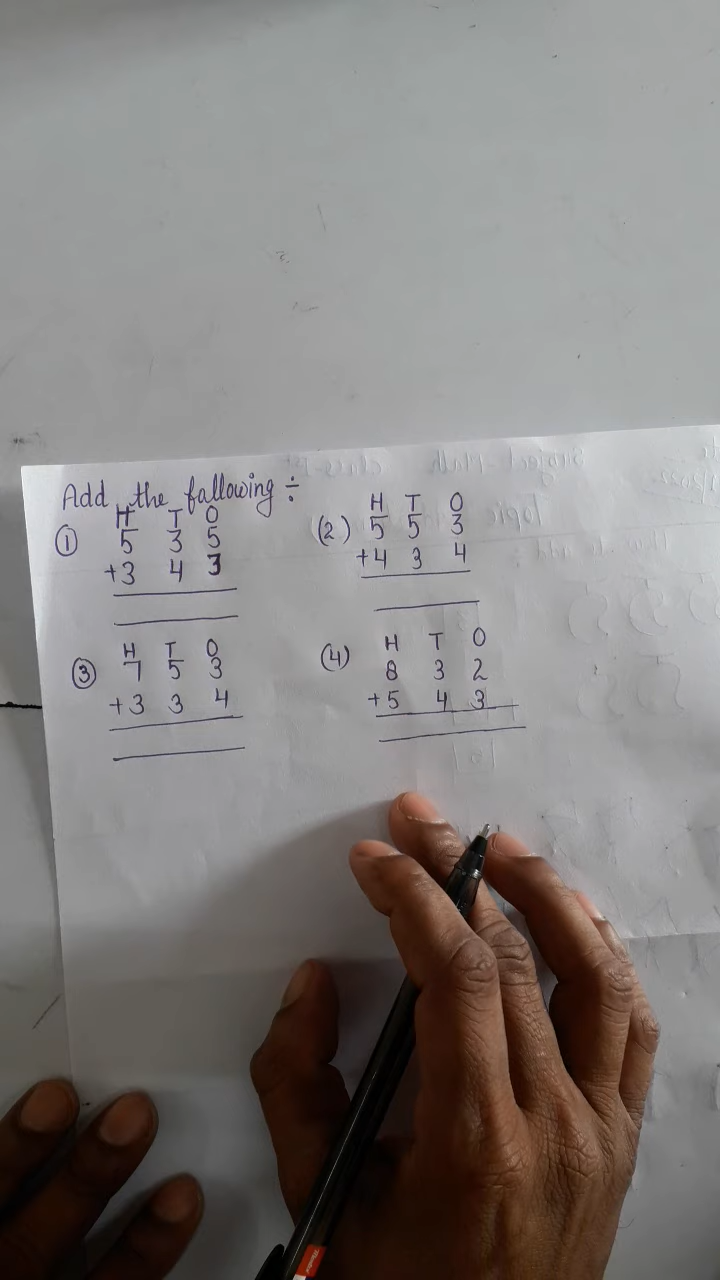 Add the fallowing ÷
① H T O
5 3 5
+3 4 3
(2) H T O
5 5 3
+4 3 4
③ H T O
7 5 3
+3 3 4
(4) H T O
8 3 2
+5 4 3